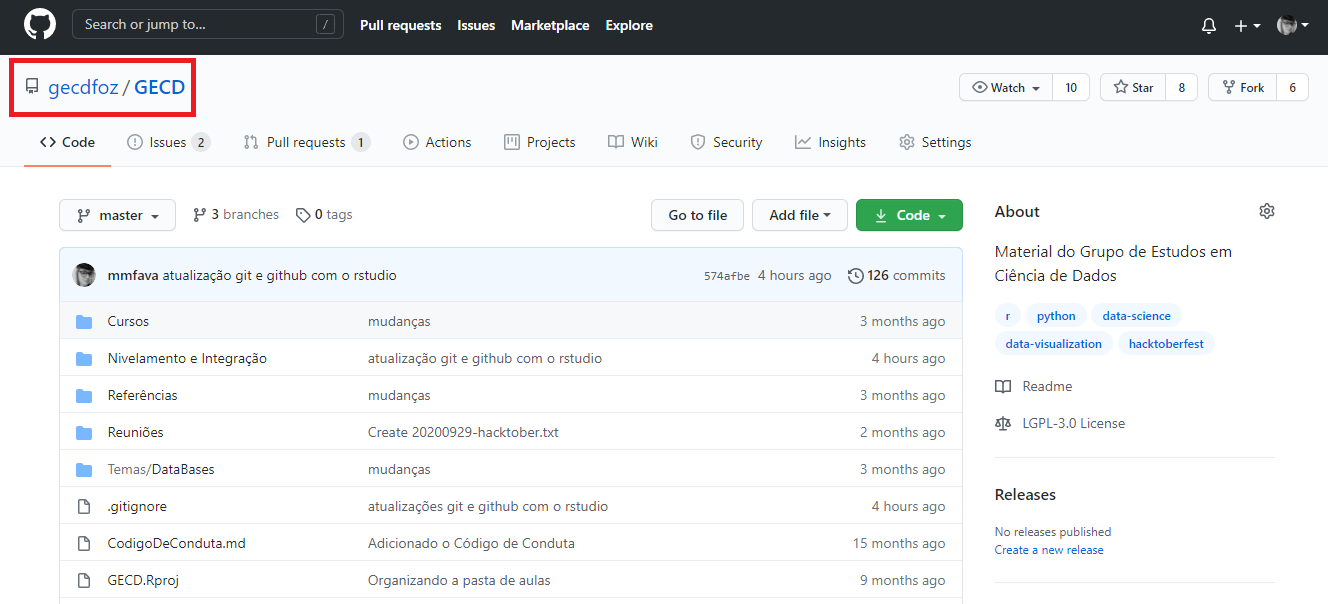 Search or jump to... /
Pull requests Issues Marketplace Explore
gecdfoz / GECD
Watch 10 Star 8 Fork 6
Code Issues 2 Pull requests 1 Actions Projects Wiki Security Insights Settings
master 3 branches 0 tags Go to file Add file Code
mmfava atualização git e github com o rstudio 574afbe 4 hours ago 126 commits
Cursos mudanças 3 months ago
Nivelamento e Integração atualização git e github com o rstudio 4 hours ago
Referências mudanças 3 months ago
Reuniões Create 20200929-hacktober.txt 2 months ago
Temas/DataBases mudanças 3 months ago
.gitignore atualizações git e github com o rstudio 4 hours ago
CodigoDeConduta.md Adicionado o Código de Conduta 15 months ago
GECD.Rproj Organizando a pasta de aulas 9 months ago
About
Material do Grupo de Estudos em
Ciência de Dados
r python data-science
data-visualization hacktoberfest
Readme
LGPL-3.0 License
Releases
No releases published
Create a new release